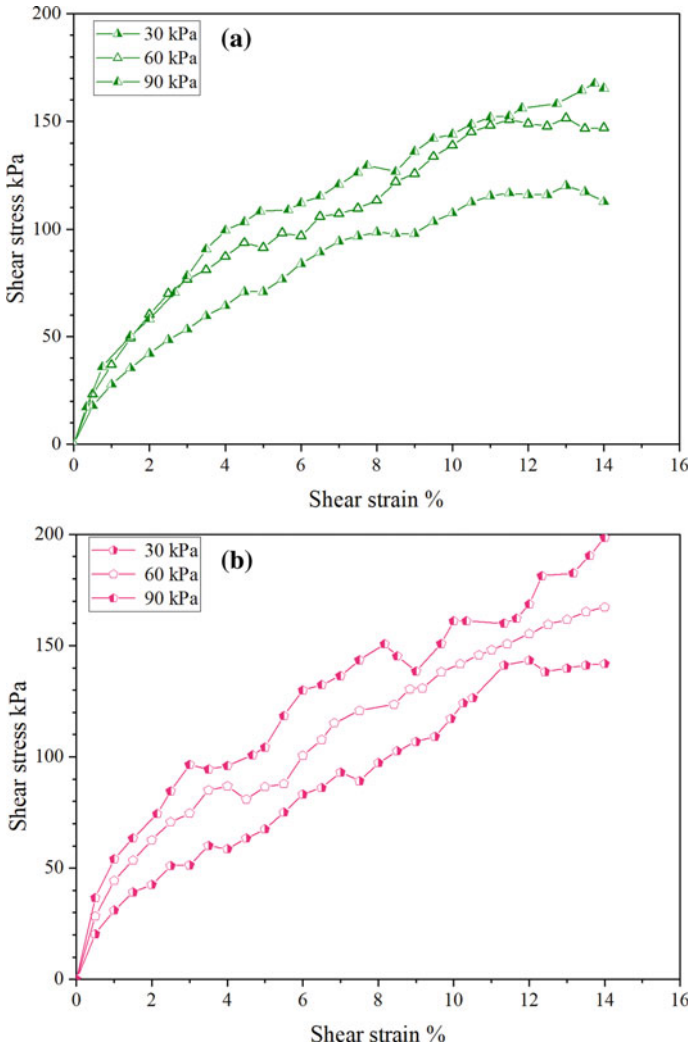 200
(a)
30 kPa
60 kPa
90 kPa
150
100
50
0
Shear stress kPa
0 2 4 6 8 10 12 14 16
Shear strain %
200
(b)
30 kPa
60 kPa
90 kPa
150
100
50
0
Shear stress kPa
0 2 4 6 8 10 12 14 16
Shear strain %